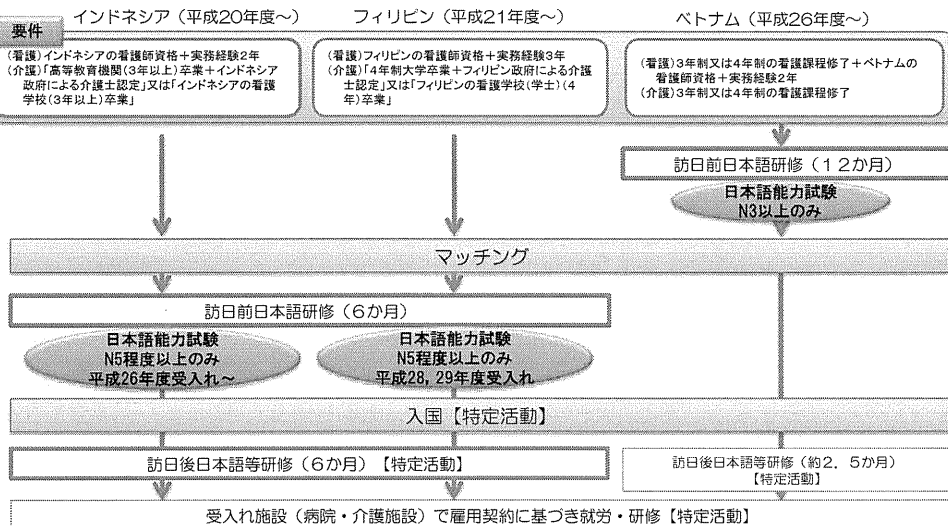 インドネシア（平成20年度～）
フィリピン（平成21年度～）
ベトナム（平成26年度～）
要件
(看護)インドネシアの看護師資格＋実務経験2年
(介護)「高等教育機関(3年以上)卒業＋インドネシア
政府による介護士認定」又は「インドネシアの看護
学校(3年以上)卒業」
(看護)フィリピンの看護師資格＋実務経験3年
(介護)「4年制大学卒業＋フィリピン政府による介護
士認定」又は「フィリピンの看護学校(学士)(4
年)卒業」
(看護)3年制又は4年制の看護課程修了＋ベトナムの
看護師資格＋実務経験2年
(介護)3年制又は4年制の看護課程修了
訪日前日本語研修（１２か月）
日本語能力試験
N3以上のみ
マッチング
訪日前日本語研修（６か月）
日本語能力試験
N5程度以上のみ
平成26年度受入れ～
日本語能力試験
N5程度以上のみ
平成28，29年度受入れ
入国【特定活動】
訪日後日本語等研修（６か月）【特定活動】
訪日後日本語等研修（約２．５か月）
【特定活動】
受入れ施設（病院・介護施設）で雇用契約に基づき就労・研修【特定活動】